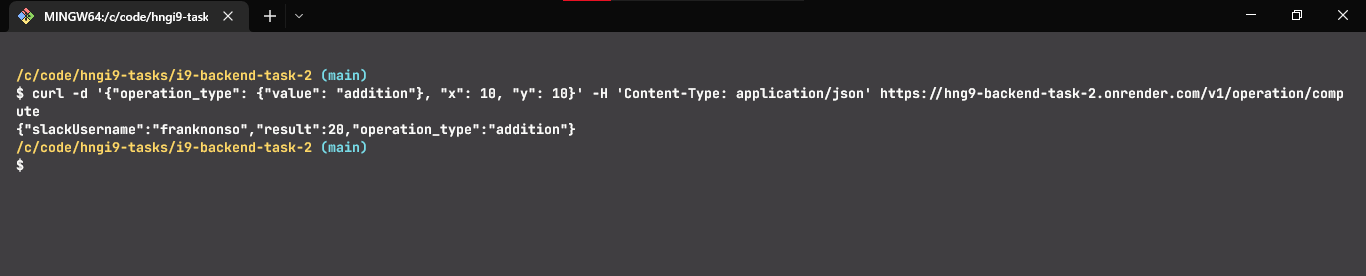 MINGW64:/c/code/hngi9-task
/c/code/hngi9-tasks/i9-backend-task-2 (main)
$ curl -d '{"operation_type": {"value": "addition"}, "x": 10, "y": 10}' -H 'Content-Type: application/json' https://hng9-backend-task-2.onrender.com/v1/operation/comp
ute
{"slackUsername":"franknonso","result":20,"operation_type":"addition"}
/c/code/hngi9-tasks/i9-backend-task-2 (main)
$